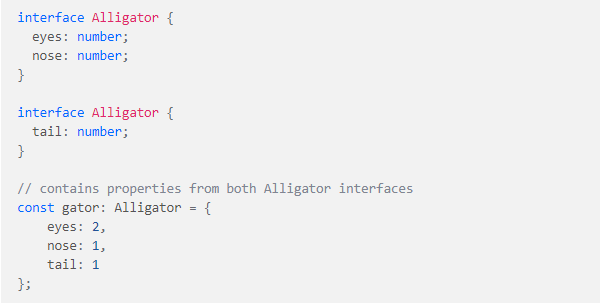 interface Alligator {
  eyes: number;
  nose: number;
}

interface Alligator {
  tail: number;
}

// contains properties from both Alligator interfaces
const gator: Alligator = {
    eyes: 2,
    nose: 1,
    tail: 1
};